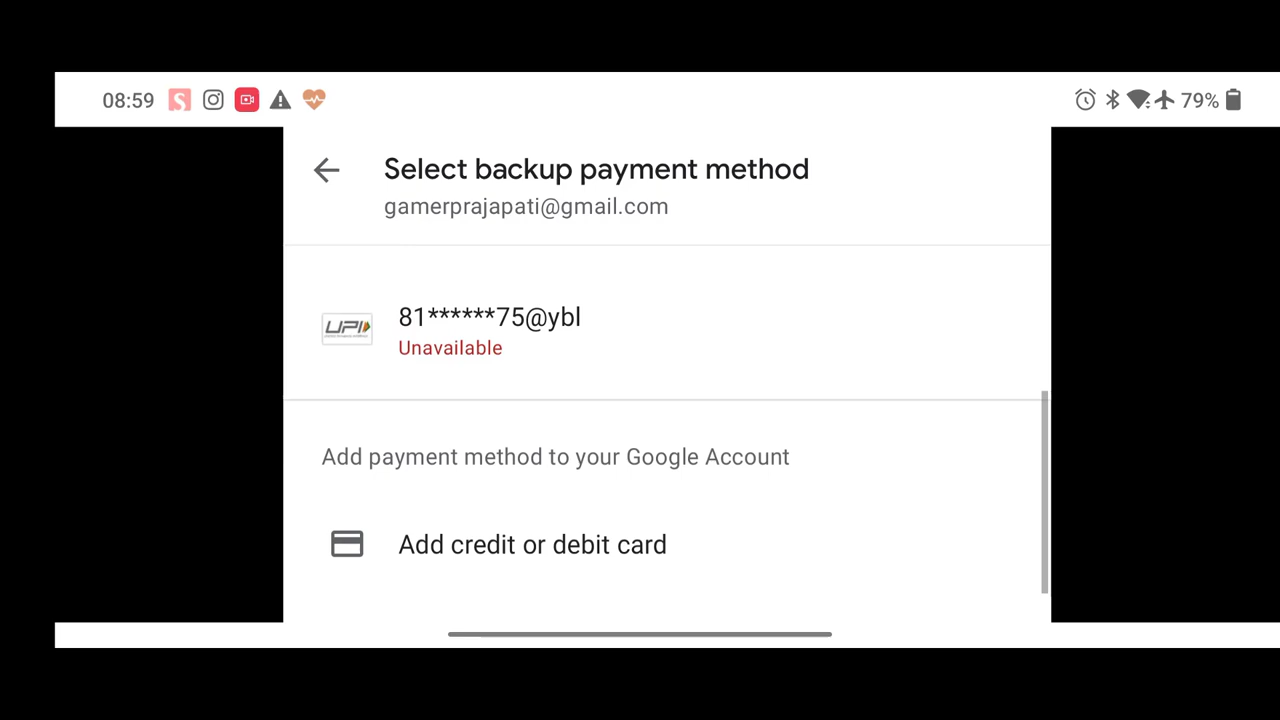 08:59
79%
Select backup payment method
gamerprajapati@gmail.com
UPI
81******75@ybl
Unavailable
Add payment method to your Google Account
Add credit or debit card